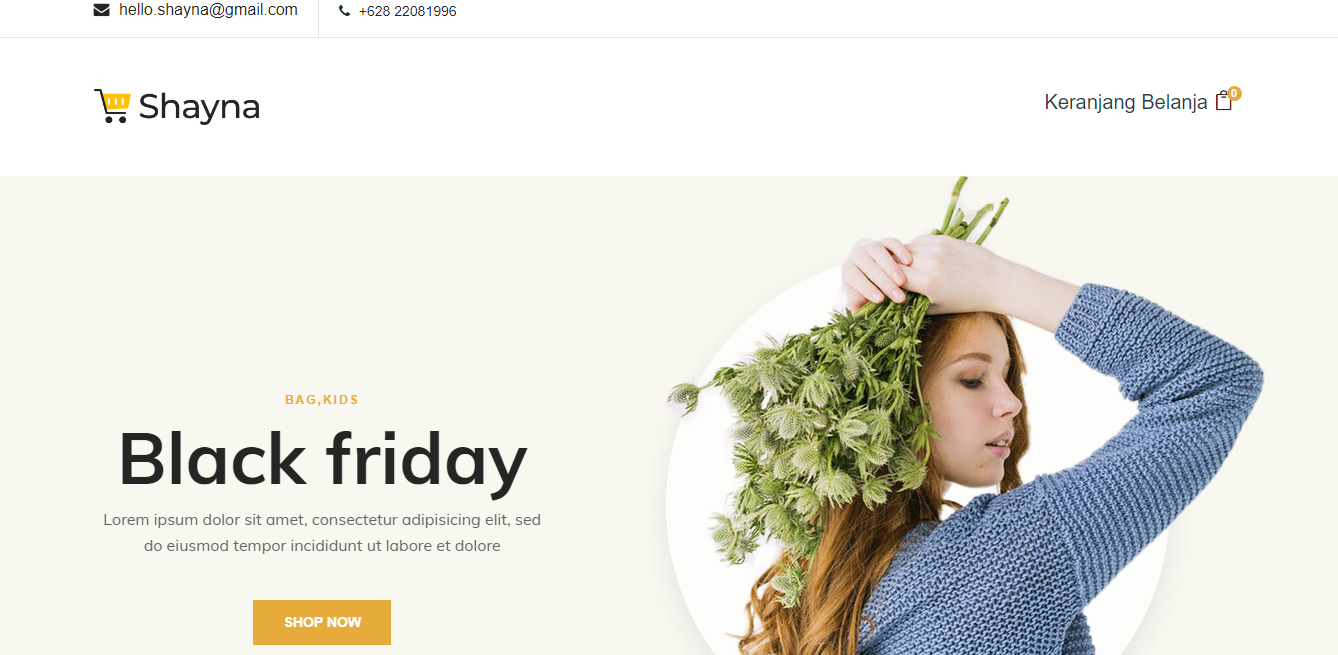 hello.shayna@gmail.com
+628 22081996
Shayna
Keranjang Belanja 0
BAG,KIDS
Black friday
Lorem ipsum dolor sit amet, consectetur adipisicing elit, sed
do eiusmod tempor incididunt ut labore et dolore
SHOP NOW